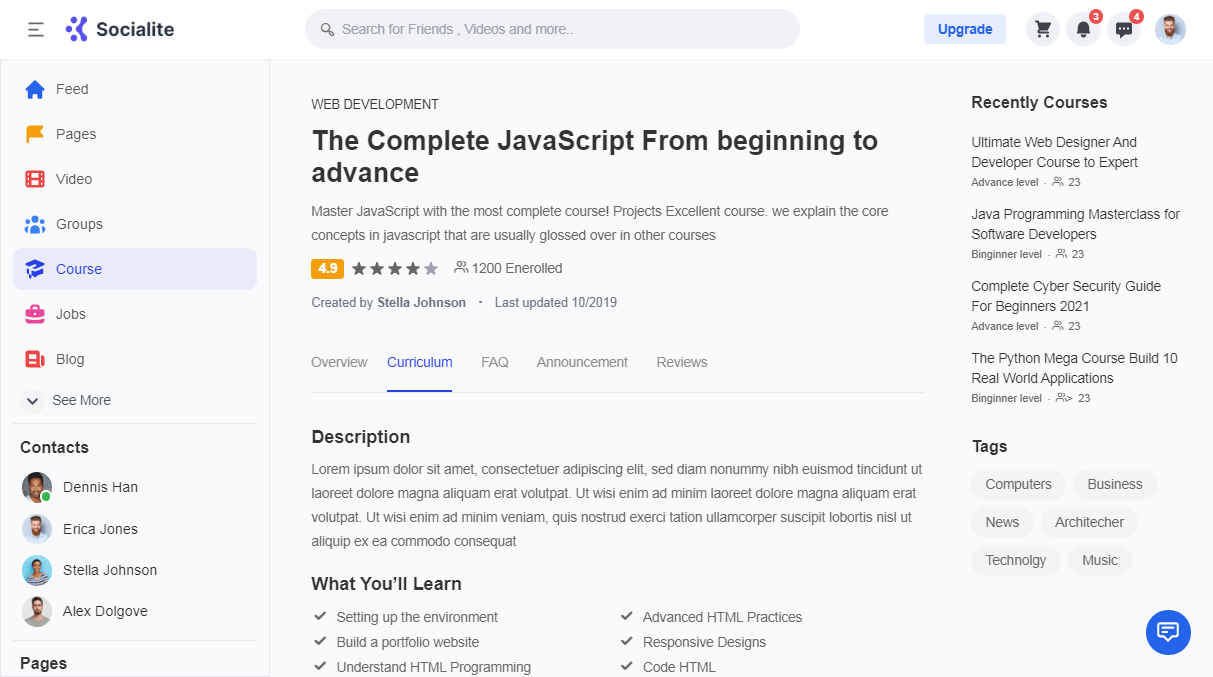 Socialite
Search for Friends , Videos and more..
Upgrade
3
4
Feed
Pages
Video
Groups
Course
Jobs
Blog
See More
Contacts
Dennis Han
Erica Jones
Stella Johnson
Alex Dolgove
Pages
WEB DEVELOPMENT
The Complete JavaScript From beginning to
advance
Master JavaScript with the most complete course! Projects Excellent course. we explain the core
concepts in javascript that are usually glossed over in other courses
4.9 1200 Enerolled
Created by Stella Johnson · Last updated 10/2019
Overview Curriculum FAQ Announcement Reviews
Description
Lorem ipsum dolor sit amet, consectetuer adipiscing elit, sed diam nonummy nibh euismod tincidunt ut
laoreet dolore magna aliquam erat volutpat. Ut wisi enim ad minim laoreet dolore magna aliquam erat
volutpat. Ut wisi enim ad minim veniam, quis nostrud exerci tation ullamcorper suscipit lobortis nisl ut
aliquip ex ea commodo consequat
What You’ll Learn
Setting up the environment
Advanced HTML Practices
Build a portfolio website
Responsive Designs
Understand HTML Programming
Code HTML
Recently Courses
Ultimate Web Designer And
Developer Course to Expert
Advance level · 23
Java Programming Masterclass for
Software Developers
Binginner level · 23
Complete Cyber Security Guide
For Beginners 2021
Advance level · 23
The Python Mega Course Build 10
Real World Applications
Binginner level · > 23
Tags
Computers Business
News Architecher
Technolgy Music